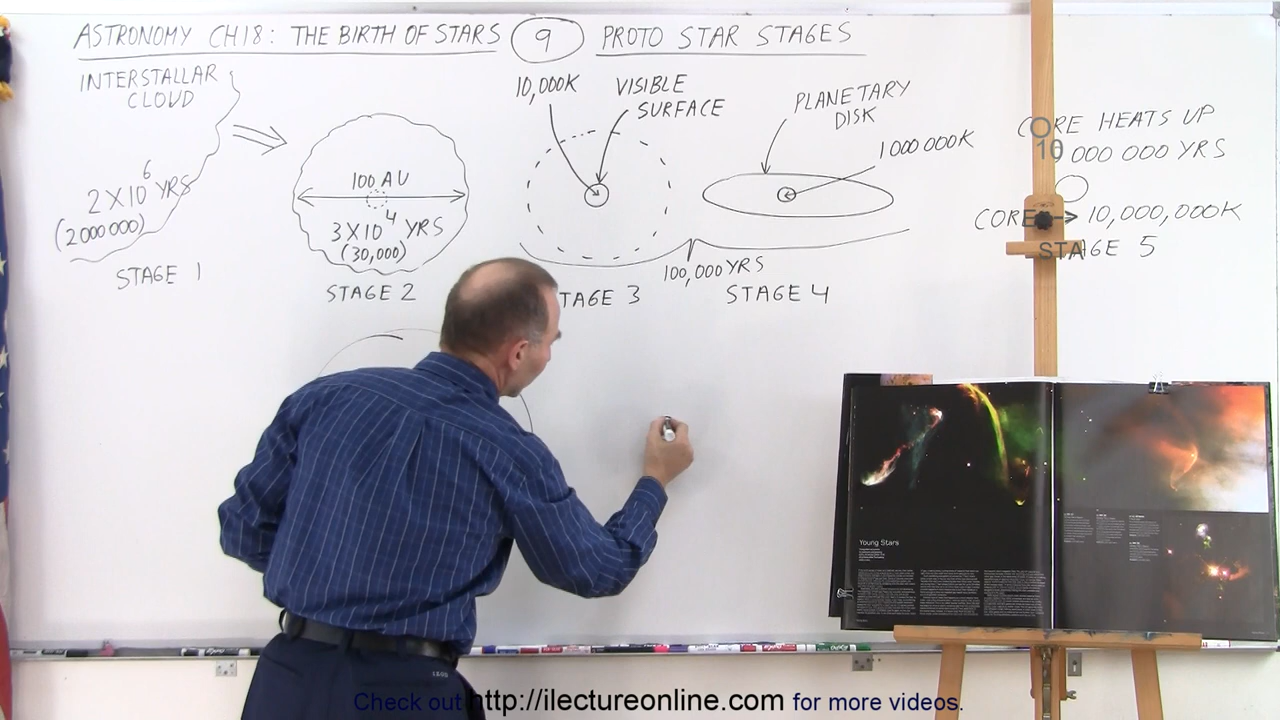 ASTRONOMY CH18: THE BIRTH OF STARS 9 PROTO STAR STAGES
INTERSTALLAR
CLOUD
2X10⁶ YRS
(2000000)
STAGE 1
100 AU
3X10⁴ YRS
(30,000)
STAGE 2
10,000K
VISIBLE
SURFACE
TAGE 3
PLANETARY
DISK
1000000K
100,000YRS
STAGE 4
CORE HEATS UP
10 000 000 YRS
CORE → 10,000,000K
STAGE 5
Young Stars
Check out http://ilectureonline.com for more videos.